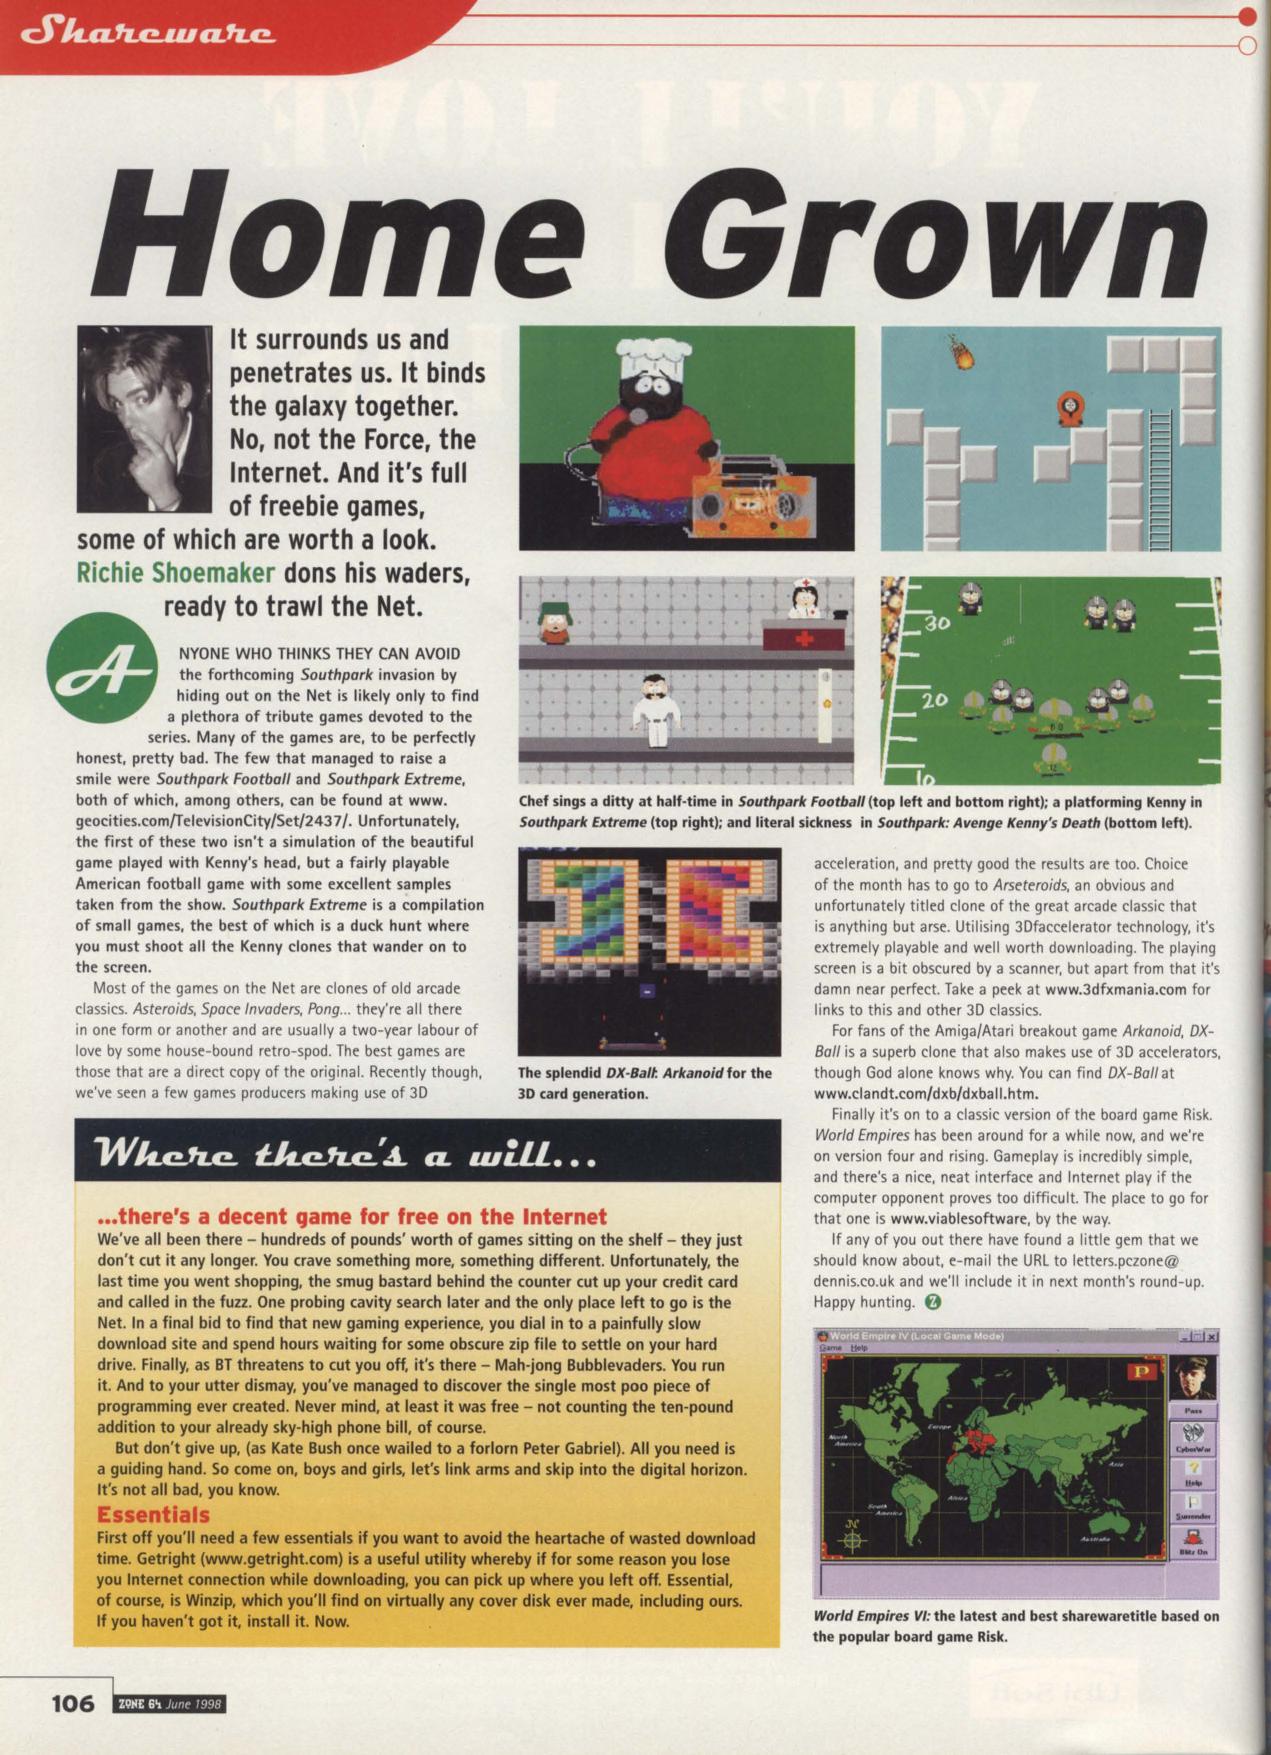 Shareware
Home Grown
It surrounds us and
penetrates us. It binds
the galaxy together.
No, not the Force, the
Internet. And it's full
of freebie games,
some of which are worth a look.
Richie Shoemaker dons his waders,
ready to trawl the Net.
A
NYONE WHO THINKS THEY CAN AVOID
the forthcoming Southpark invasion by
hiding out on the Net is likely only to find
a plethora of tribute games devoted to the
series. Many of the games are, to be perfectly
honest, pretty bad. The few that managed to raise a
smile were Southpark Football and Southpark Extreme,
both of which, among others, can be found at www.
geocities.com/TelevisionCity/Set/2437/. Unfortunately,
the first of these two isn't a simulation of the beautiful
game played with Kenny's head, but a fairly playable
American football game with some excellent samples
taken from the show. Southpark Extreme is a compilation
of small games, the best of which is a duck hunt where
you must shoot all the Kenny clones that wander on to
the screen.
Most of the games on the Net are clones of old arcade
classics. Asteroids, Space Invaders, Pong... they're all there
in one form or another and are usually a two-year labour of
love by some house-bound retro-spod. The best games are
those that are a direct copy of the original. Recently though,
we've seen a few games producers making use of 3D
30
20
10
Chef sings a ditty at half-time in Southpark Football (top left and bottom right); a platforming Kenny in
Southpark Extreme (top right); and literal sickness in Southpark: Avenge Kenny's Death (bottom left).
The splendid DX-Ball: Arkanoid for the
3D card generation.
acceleration, and pretty good the results are too. Choice
of the month has to go to Arseteroids, an obvious and
unfortunately titled clone of the great arcade classic that
is anything but arse. Utilising 3Dfaccelerator technology, it's
extremely playable and well worth downloading. The playing
screen is a bit obscured by a scanner, but apart from that it's
damn near perfect. Take a peek at www.3dfxmania.com for
links to this and other 3D classics.
For fans of the Amiga/Atari breakout game Arkanoid, DX-
Ball is a superb clone that also makes use of 3D accelerators,
though God alone knows why. You can find DX-Ball at
www.clandt.com/dxb/dxball.htm.
Finally it's on to a classic version of the board game Risk.
World Empires has been around for a while now, and we're
on version four and rising. Gameplay is incredibly simple,
and there's a nice, neat interface and Internet play if the
computer opponent proves too difficult. The place to go for
that one is www.viablesoftware, by the way.
If any of you out there have found a little gem that we
should know about, e-mail the URL to letters.pczone@
dennis.co.uk and we'll include it in next month's round-up.
Happy hunting. Z
Where there's a will...
...there's a decent game for free on the Internet
We've all been there – hundreds of pounds' worth of games sitting on the shelf – they just
don't cut it any longer. You crave something more, something different. Unfortunately, the
last time you went shopping, the smug bastard behind the counter cut up your credit card
and called in the fuzz. One probing cavity search later and the only place left to go is the
Net. In a final bid to find that new gaming experience, you dial in to a painfully slow
download site and spend hours waiting for some obscure zip file to settle on your hard
drive. Finally, as BT threatens to cut you off, it's there – Mah-jong Bubblevaders. You run
it. And to your utter dismay, you've managed to discover the single most poo piece of
programming ever created. Never mind, at least it was free – not counting the ten-pound
addition to your already sky-high phone bill, of course.
But don't give up, (as Kate Bush once wailed to a forlorn Peter Gabriel). All you need is
a guiding hand. So come on, boys and girls, let's link arms and skip into the digital horizon.
It's not all bad, you know.
Essentials
First off you'll need a few essentials if you want to avoid the heartache of wasted download
time. Getright (www.getright.com) is a useful utility whereby if for some reason you lose
you Internet connection while downloading, you can pick up where you left off. Essential,
of course, is Winzip, which you'll find on virtually any cover disk ever made, including ours.
If you haven't got it, install it. Now.
World Empire IV (Local Game Mode)
Game Help
P
North
America
Europe
Asia
Africa
South
America
Australia
N
Pass
CyberWar
Help
Surrender
Blitz On
World Empires VI: the latest and best sharewaretitle based on
the popular board game Risk.
106 ZONE 64 June 1998